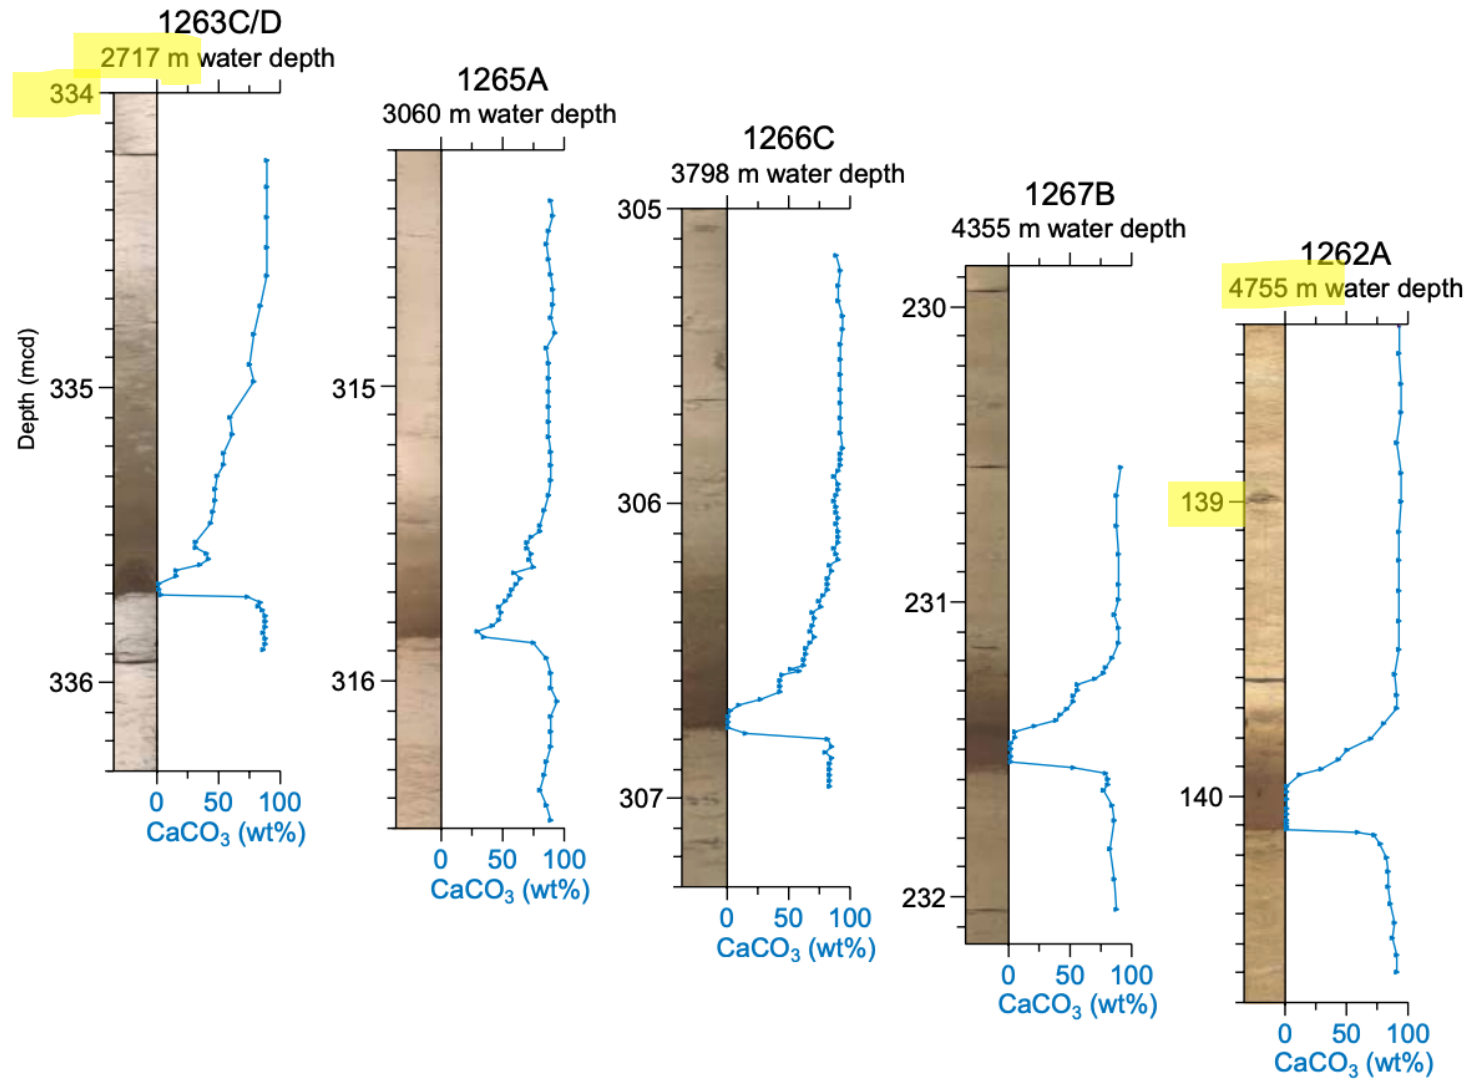 1263C/D
2717 m water depth
334
335
336
Depth (mcd)
0 50 100
CaCO₃ (wt%)
1265A
3060 m water depth
315
316
0 50 100
CaCO₃ (wt%)
1266C
3798 m water depth
305
306
307
0 50 100
CaCO₃ (wt%)
1267B
4355 m water depth
230
231
232
0 50 100
CaCO₃ (wt%)
1262A
4755 m water depth
139
140
0 50 100
CaCO₃ (wt%)